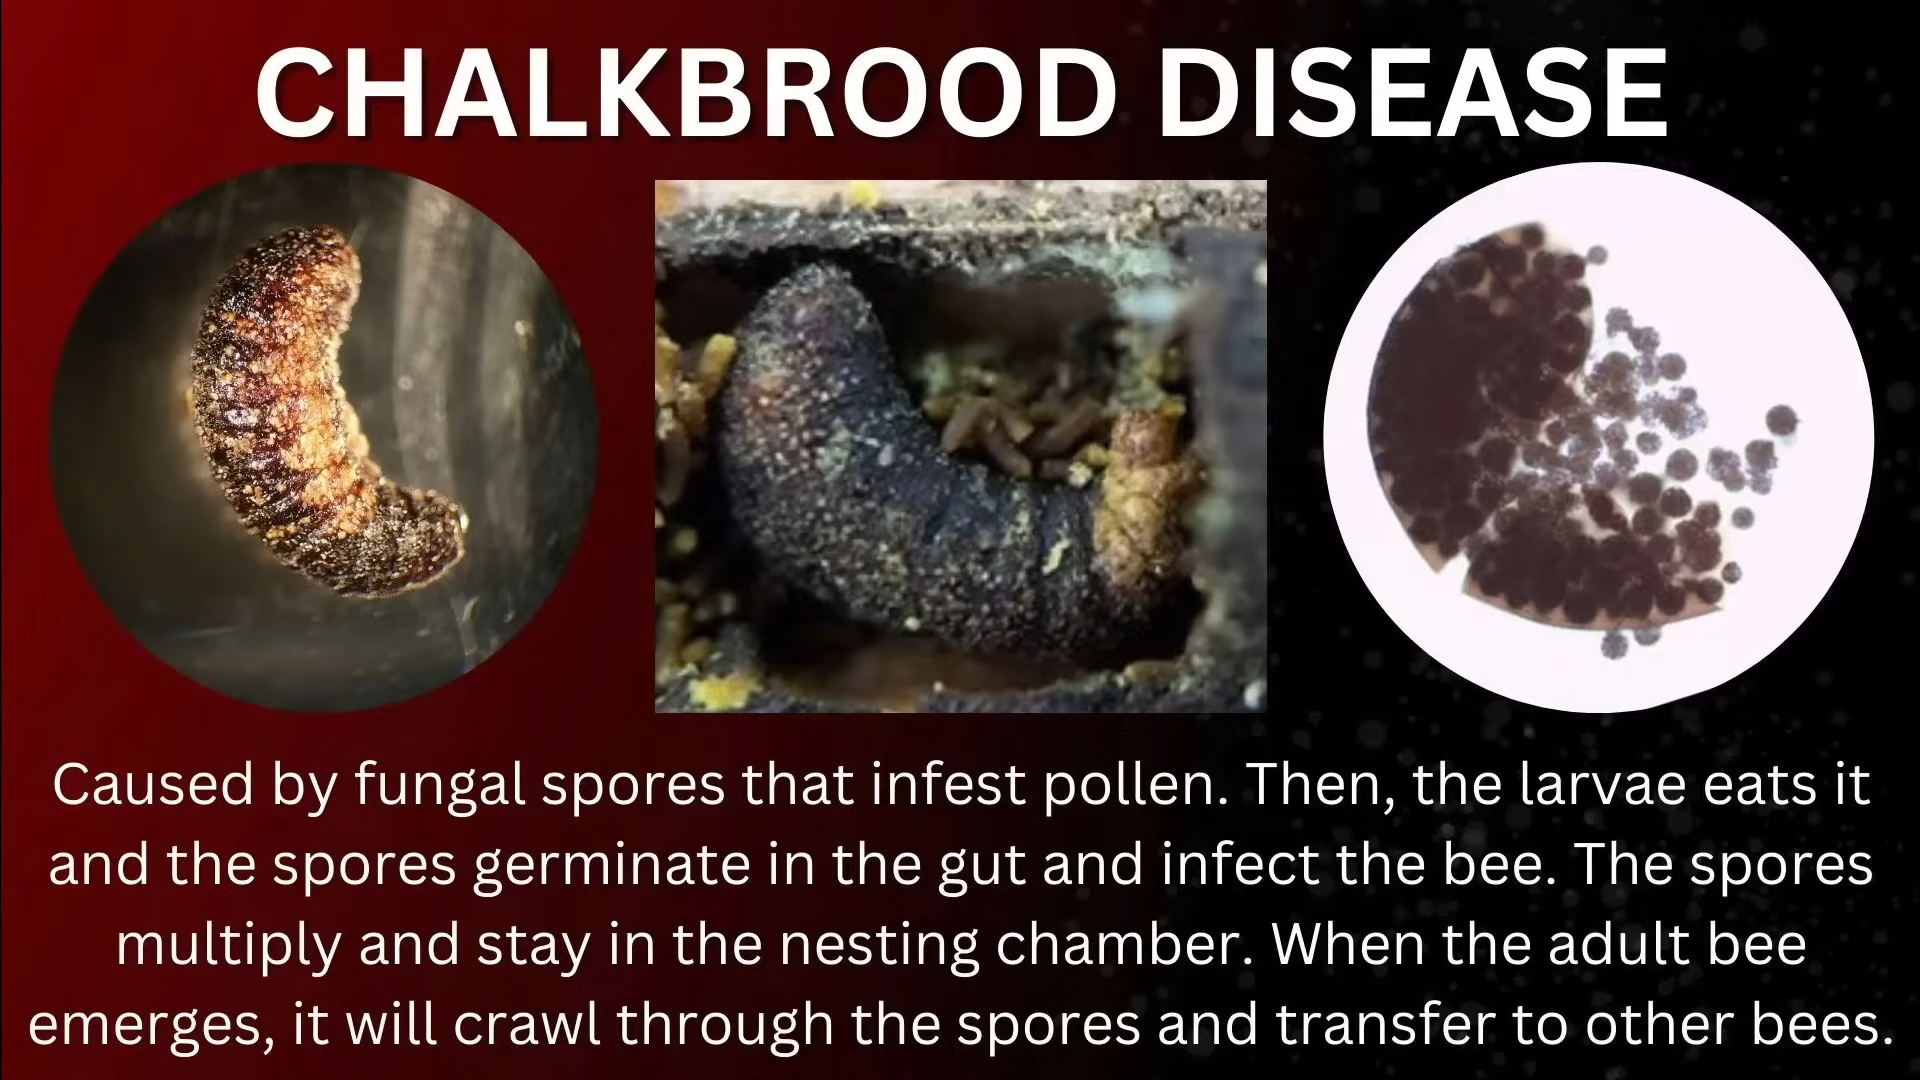 CHALKBROOD DISEASE
Caused by fungal spores that infest pollen. Then, the larvae eats it
and the spores germinate in the gut and infect the bee. The spores
multiply and stay in the nesting chamber. When the adult bee
emerges, it will crawl through the spores and transfer to other bees.